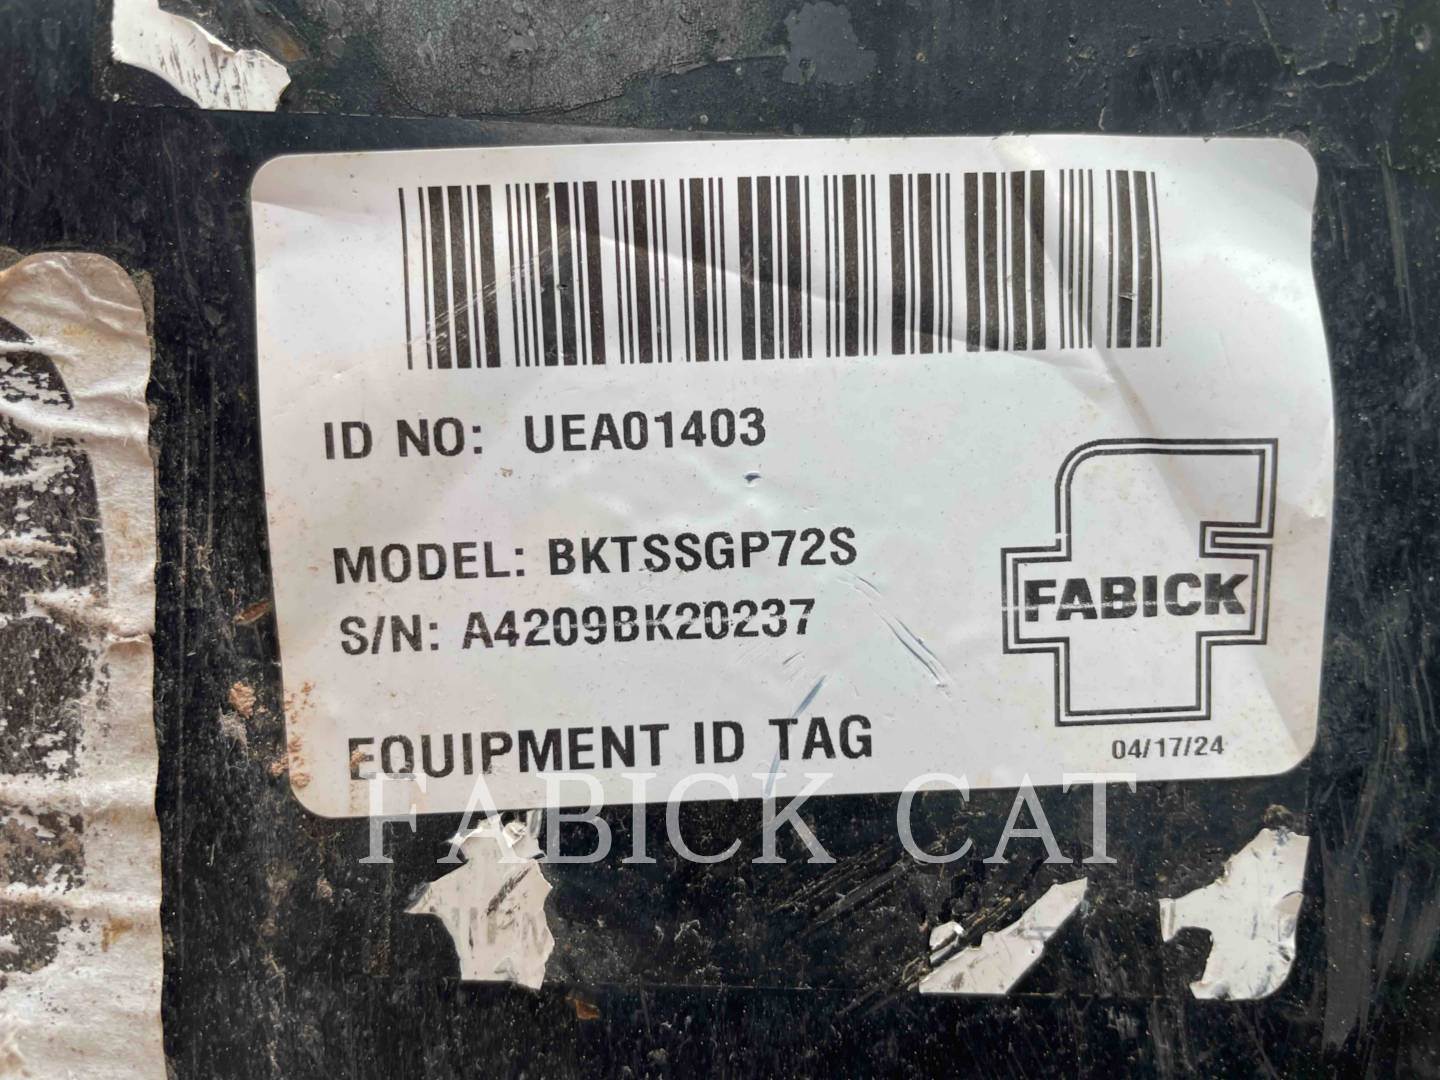 ID NO: UEA01403
MODEL: BKTSSGP72S
S/N: A4209BK20237
FABICK
EQUIPMENT ID TAG
04/17/24
FABICK CAT